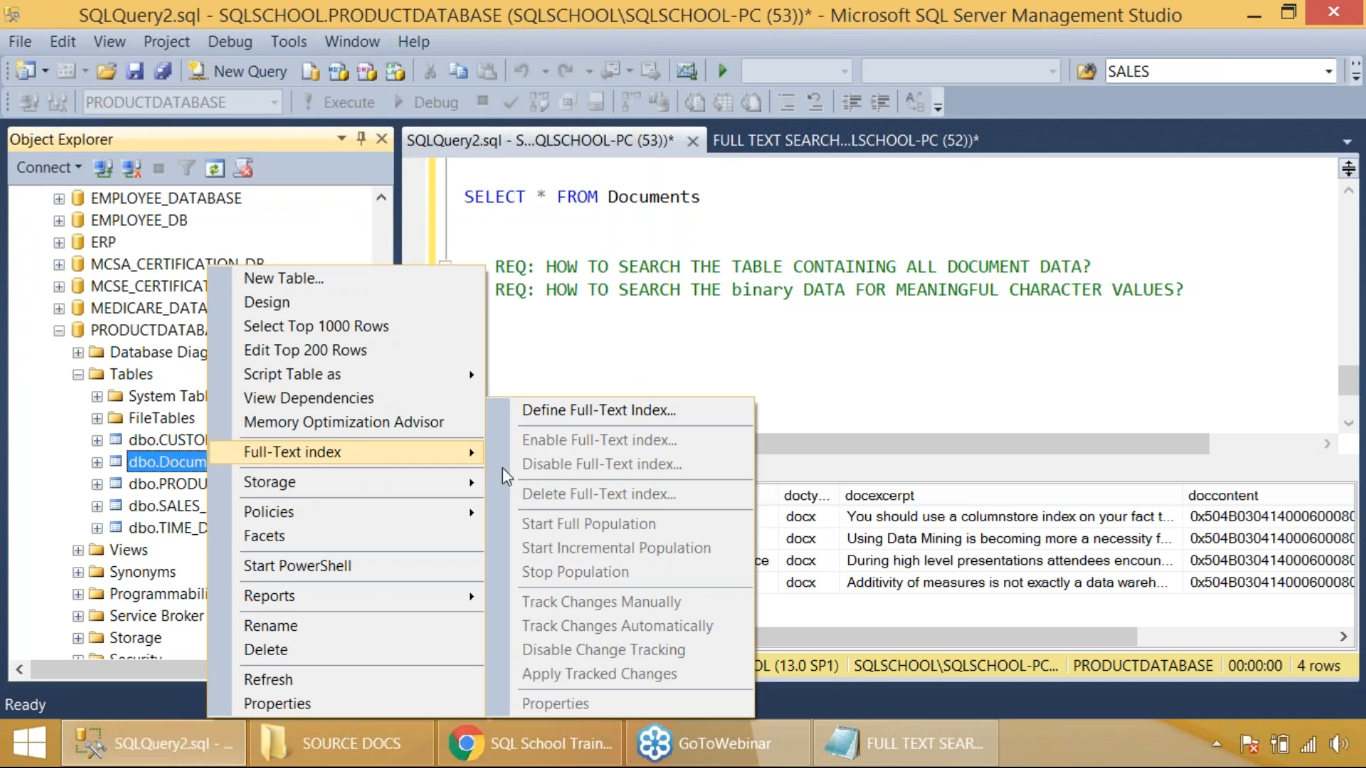 SQLQuery2.sql - SQLSCHOOL.PRODUCTDATABASE (SQLSCHOOL\SQLSCHOOL-PC (53))* - Microsoft SQL Server Management Studio
File Edit View Project Debug Tools Window Help
New Query SALES
PRODUCTDATABASE Execute Debug
Object Explorer
SQLQuery2.sql - S...QLSCHOOL-PC (53))* FULL TEXT SEARCH...LSCHOOL-PC (52))*
Connect
EMPLOYEE_DATABASE
EMPLOYEE_DB
ERP
MCSA_CERTIFICATION_DB
MCSE_CERTIFICAT
MEDICARE_DATA
PRODUCTDATABA
Database Diag
Tables
System Tabl
FileTables
dbo.CUSTO
dbo.Docum
dbo.PRODU
dbo.SALES_
dbo.TIME_D
Views
Synonyms
Programmabili
Service Broker
Storage
Security
SELECT * FROM Documents
REQ: HOW TO SEARCH THE TABLE CONTAINING ALL DOCUMENT DATA?
REQ: HOW TO SEARCH THE binary DATA FOR MEANINGFUL CHARACTER VALUES?
New Table...
Design
Select Top 1000 Rows
Edit Top 200 Rows
Script Table as
View Dependencies
Memory Optimization Advisor
Full-Text index
Storage
Policies
Facets
Start PowerShell
Reports
Rename
Delete
Refresh
Properties
Define Full-Text Index...
Enable Full-Text index...
Disable Full-Text index...
Delete Full-Text index...
Start Full Population
Start Incremental Population
Stop Population
Track Changes Manually
Track Changes Automatically
Disable Change Tracking
Apply Tracked Changes
Properties
docty... docexcerpt doccontent
docx You should use a columnstore index on your fact t... 0x504B030414000600080
docx Using Data Mining is becoming more a necessity f... 0x504B030414000600080
ce docx During high level presentations attendees encoun... 0x504B030414000600080
docx Additivity of measures is not exactly a data wareh... 0x504B030414000600080
OL (13.0 SP1) SQLSCHOOL\SQLSCHOOL-PC... PRODUCTDATABASE 00:00:00 4 rows
Ready
SQLQuery2.sql - ... SOURCE DOCS SQL School Train... GoToWebinar FULL TEXT SEAR...